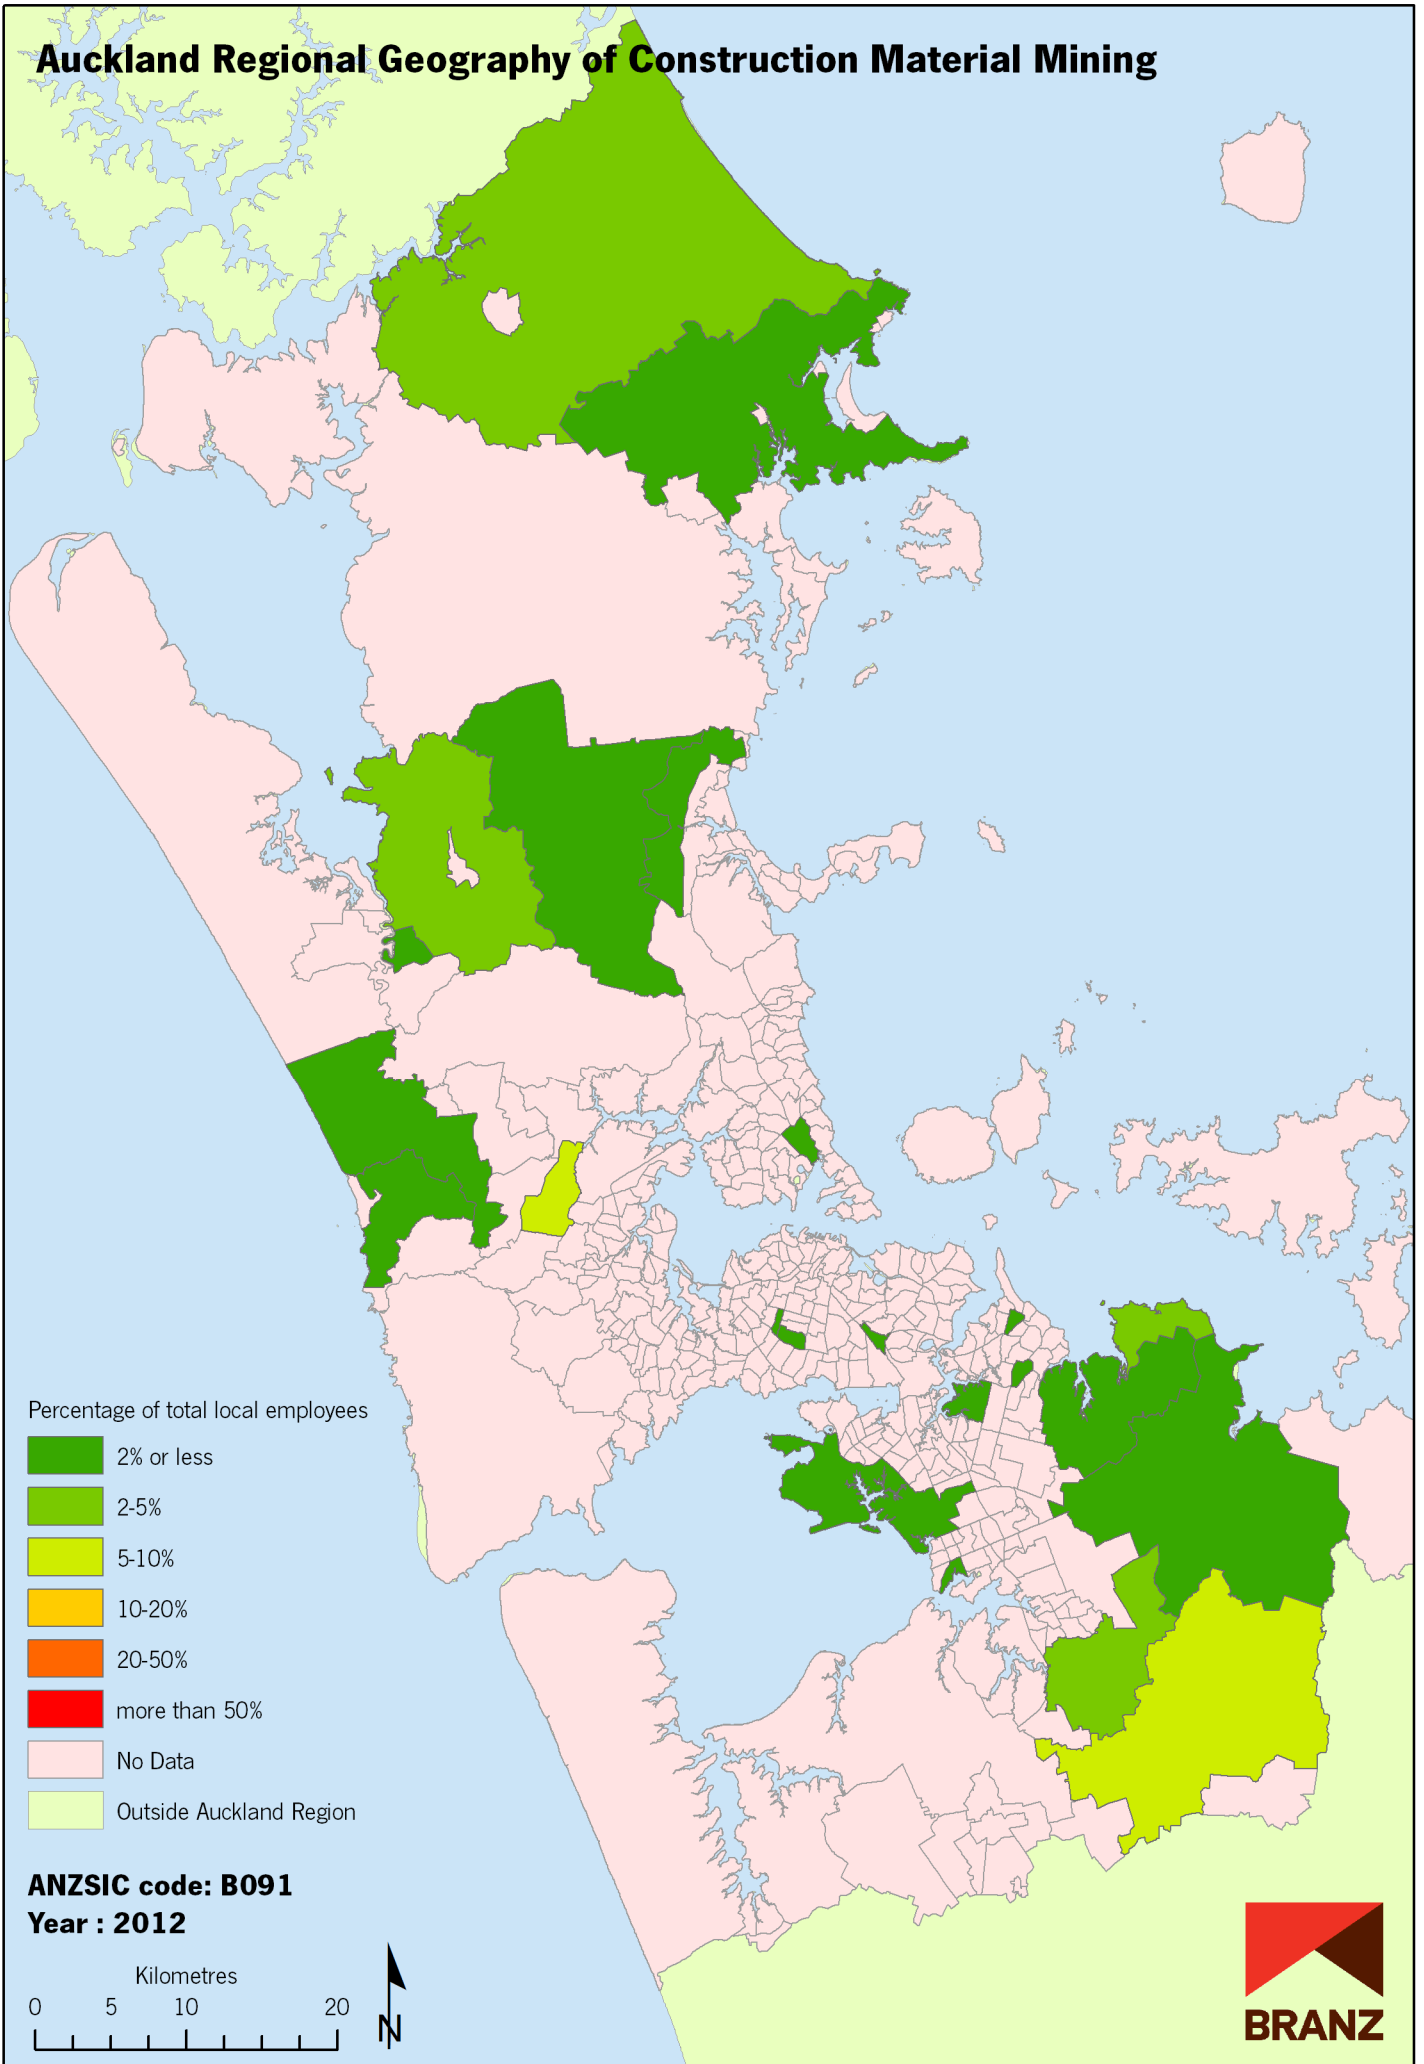 Auckland Regional Geography of Construction Material Mining
Percentage of total local employees
2% or less
2-5%
5-10%
10-20%
20-50%
more than 50%
No Data
Outside Auckland Region
ANZSIC code: B091
Year : 2012
Kilometres
0 5 10 20
N
BRANZ